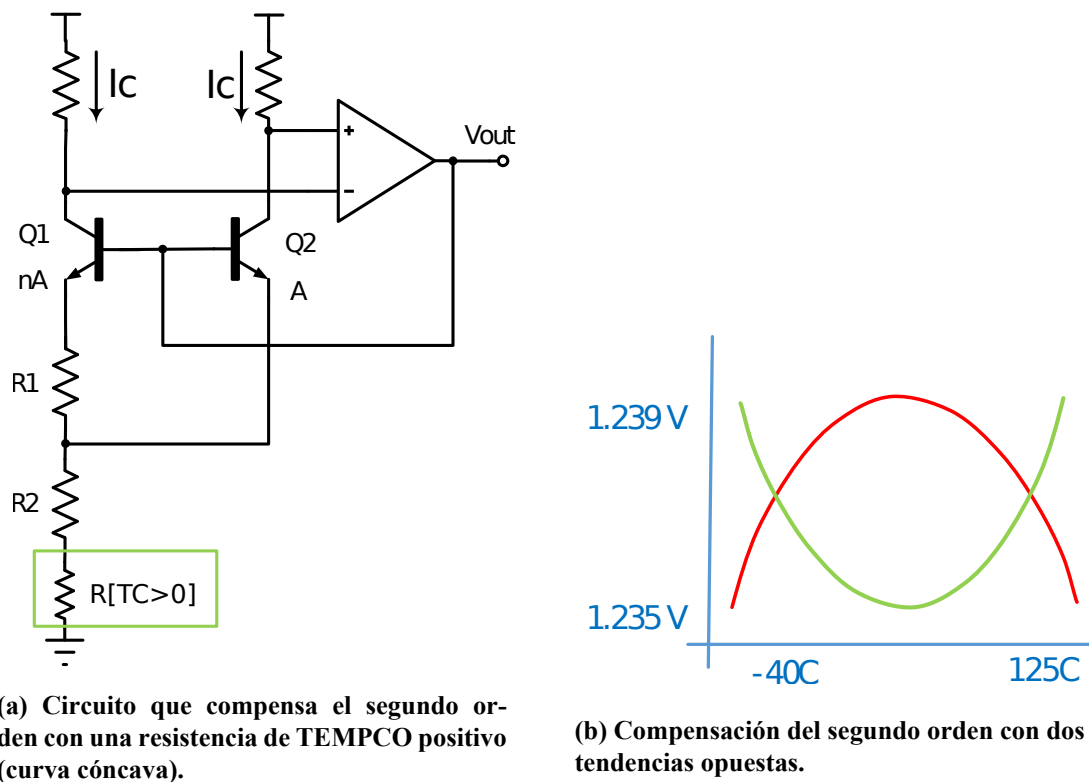 Ic
Ic
+
Vout
-
Q1
Q2
nA
A
R1
R2
R[TC>0]
1.239 V
1.235 V
-40C
125C
(a) Circuito que compensa el segundo or-
den con una resistencia de TEMPCO positivo
(curva cóncava).
(b) Compensación del segundo orden con dos
tendencias opuestas.